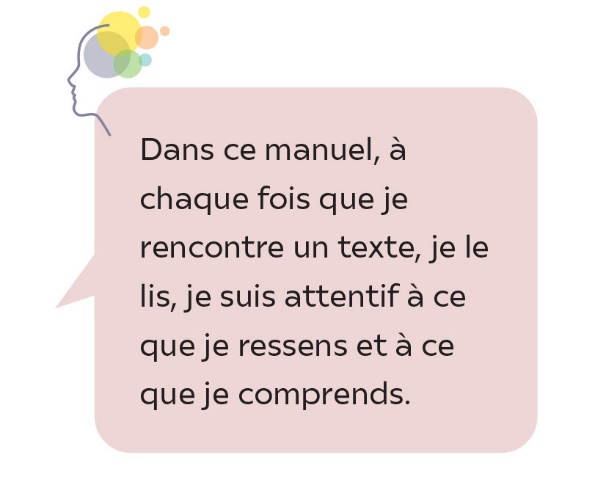 Dans ce manuel, à
chaque fois que je
rencontre un texte, je le
lis, je suis attentif à ce
que je ressens et à ce
que je comprends.